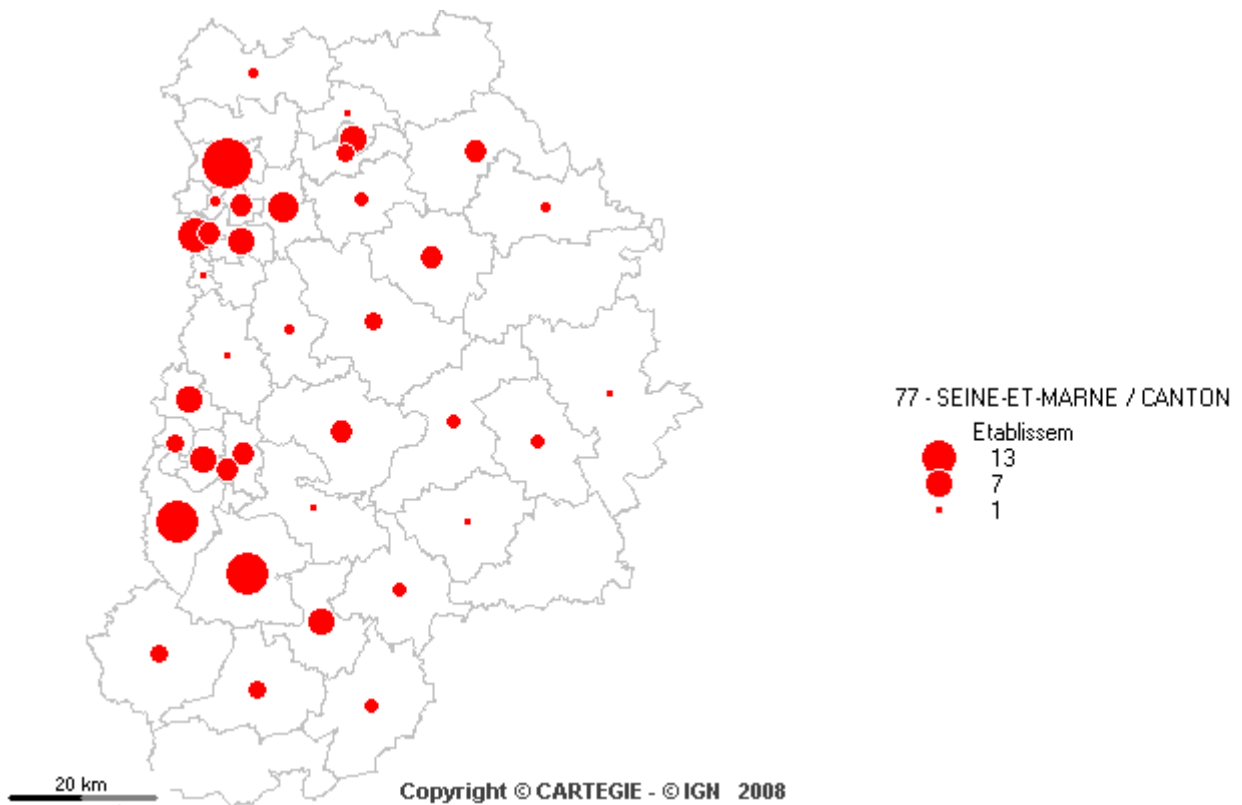 77 - SEINE-ET-MARNE / CANTON
Etablissem
13
7
1
20 km
Copyright © CARTEGIE - © IGN 2008